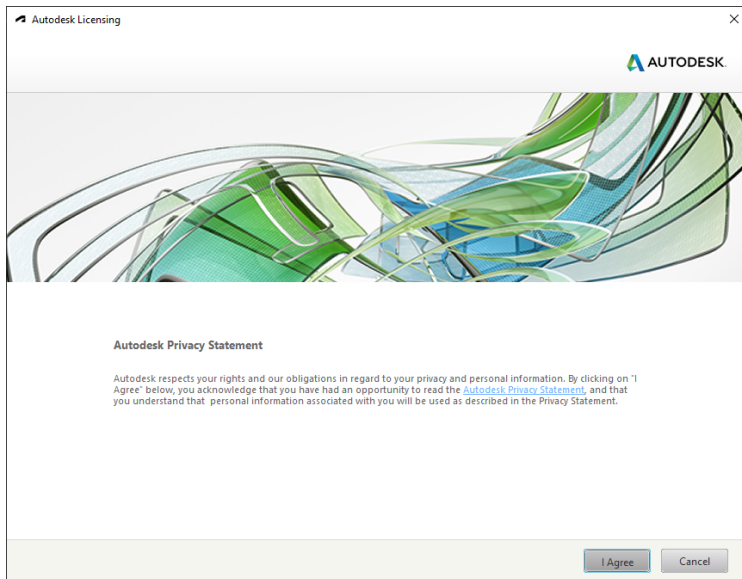 Autodesk Licensing
AUTODESK.
Autodesk Privacy Statement
Autodesk respects your rights and our obligations in regard to your privacy and personal information. By clicking on "I
Agree" below, you acknowledge that you have had an opportunity to read the Autodesk Privacy Statement, and that
you understand that personal information associated with you will be used as described in the Privacy Statement.
I Agree
Cancel